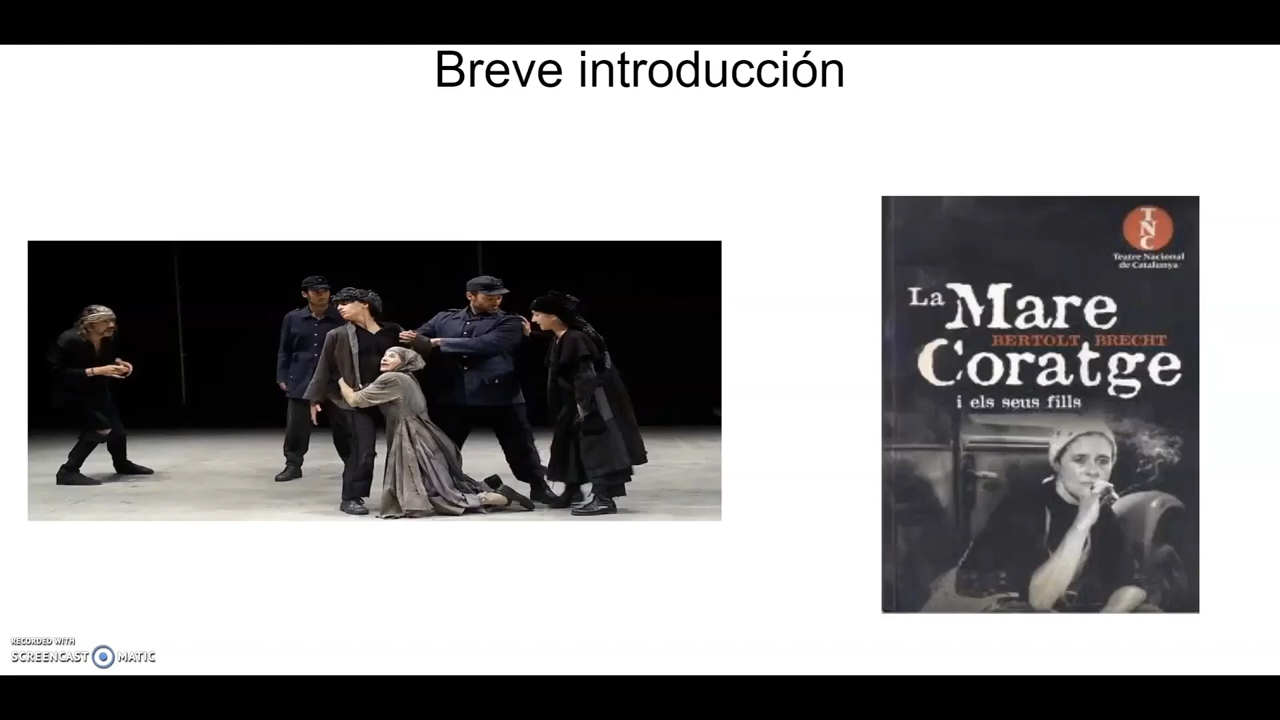 Breve introducción
TNC
Teatre Nacional
de Catalunya
La Mare
BERTOLT BRECHT
Coratge
i els seus fills
RECORDED WITH
SCREENCAST MATIC